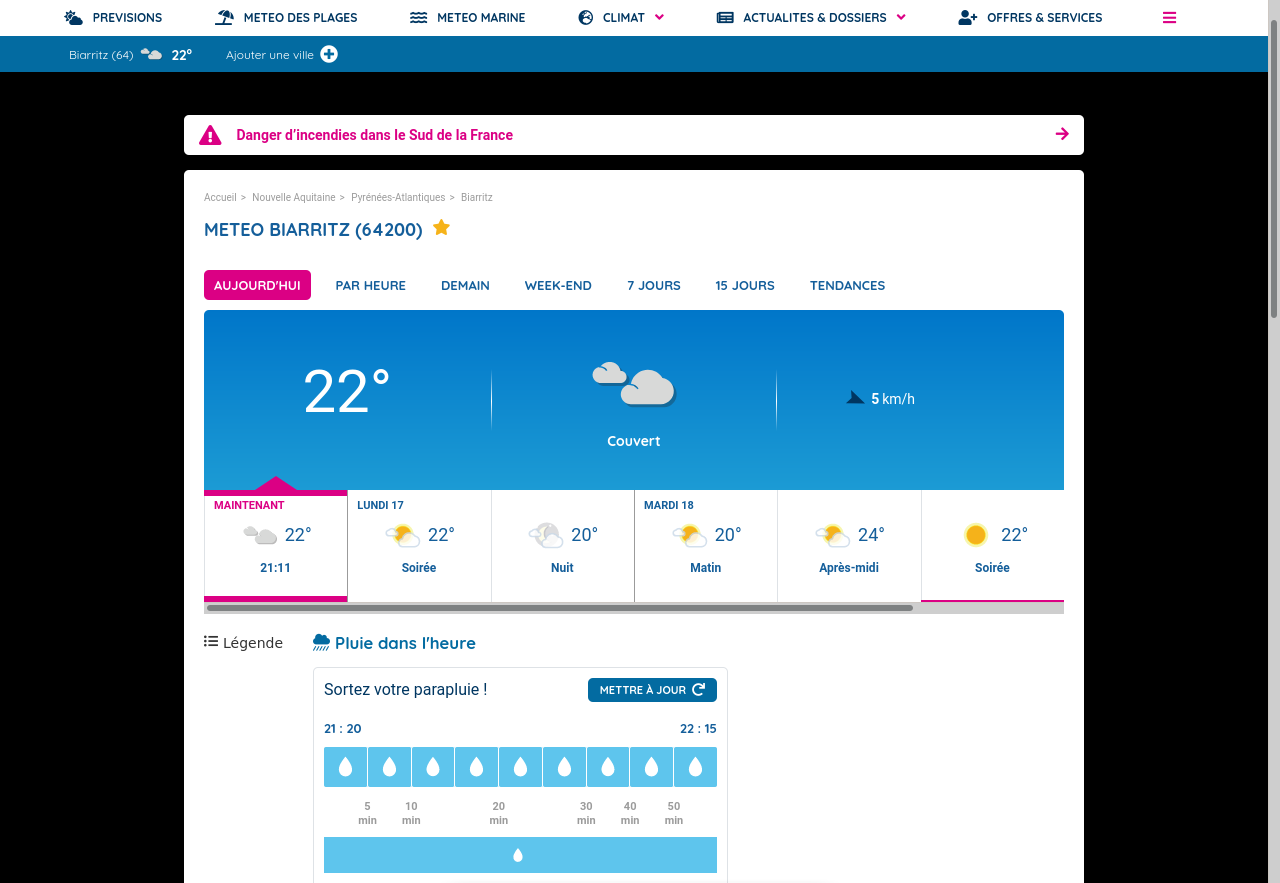 PREVISIONS METEO DES PLAGES METEO MARINE CLIMAT ACTUALITES & DOSSIERS OFFRES & SERVICES
Biarritz (64) 22° Ajouter une ville
Danger d'incendies dans le Sud de la France
Accueil > Nouvelle Aquitaine > Pyrénées-Atlantiques > Biarritz
METEO BIARRITZ (64200)
AUJOURD'HUI PAR HEURE DEMAIN WEEK-END 7 JOURS 15 JOURS TENDANCES
22° 5 km/h
Couvert
MAINTENANT LUNDI 17 MARDI 18
22° 22° 20° 20° 24° 22°
21:11 Soirée Nuit Matin Après-midi Soirée
Légende Pluie dans l'heure
Sortez votre parapluie ! METTRE À JOUR
21 : 20 22 : 15
5 10 20 30 40 50
min min min min min min